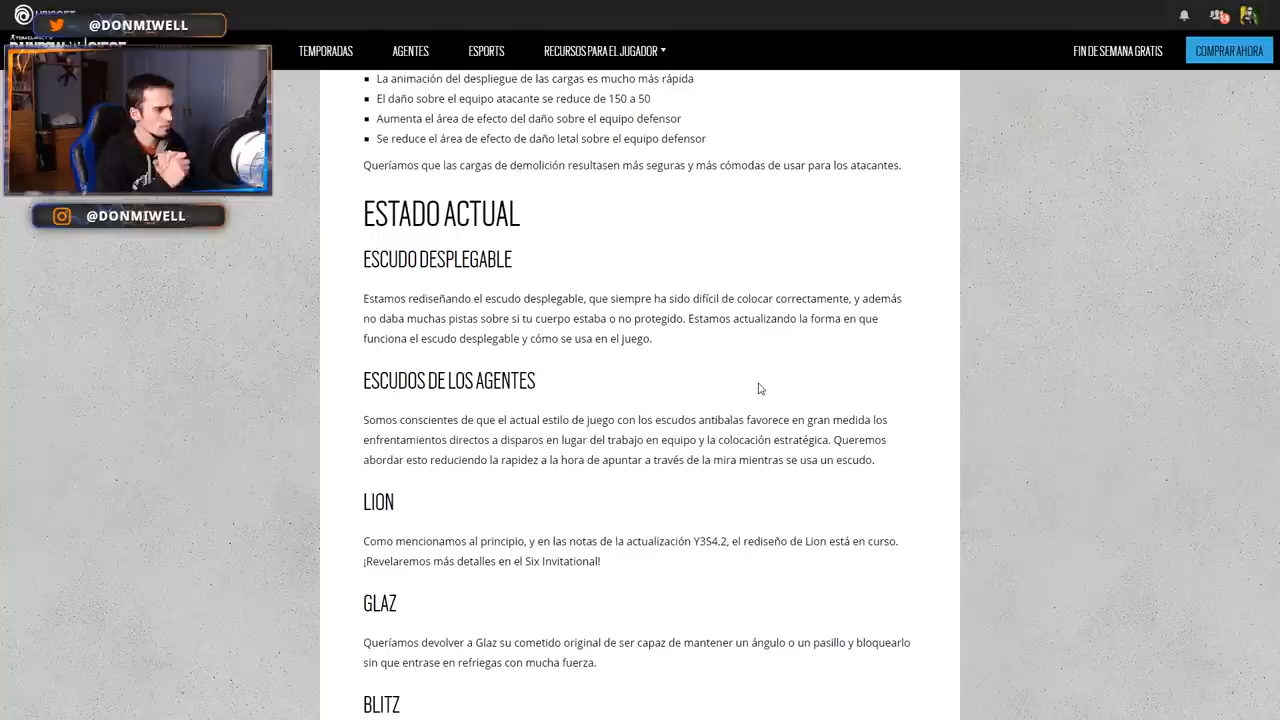 @DONMIWELL
TEMPORADAS
AGENTES
ESPORTS
RECURSOS PARA EL JUGADOR
FIN DE SEMANA GRATIS
COMPRAR AHORA
14
La animación del despliegue de las cargas es mucho más rápida
El daño sobre el equipo atacante se reduce de 150 a 50
Aumenta el área de efecto del daño sobre el equipo defensor
Se reduce el área de efecto de daño letal sobre el equipo defensor
Queríamos que las cargas de demolición resultasen más seguras y más cómodas de usar para los atacantes.
@DONMIWELL
ESTADO ACTUAL
ESCUDO DESPLEGABLE
Estamos rediseñando el escudo desplegable, que siempre ha sido difícil de colocar correctamente, y además
no daba muchas pistas sobre si tu cuerpo estaba o no protegido. Estamos actualizando la forma en que
funciona el escudo desplegable y cómo se usa en el juego.
ESCUDOS DE LOS AGENTES
Somos conscientes de que el actual estilo de juego con los escudos antibalas favorece en gran medida los
enfrentamientos directos a disparos en lugar del trabajo en equipo y la colocación estratégica. Queremos
abordar esto reduciendo la rapidez a la hora de apuntar a través de la mira mientras se usa un escudo.
LION
Como mencionamos al principio, y en las notas de la actualización Y3S4.2, el rediseño de Lion está en curso.
¡Revelaremos más detalles en el Six Invitational!
GLAZ
Queríamos devolver a Glaz su cometido original de ser capaz de mantener un ángulo o un pasillo y bloquearlo
sin que entrase en refriegas con mucha fuerza.
BLITZ